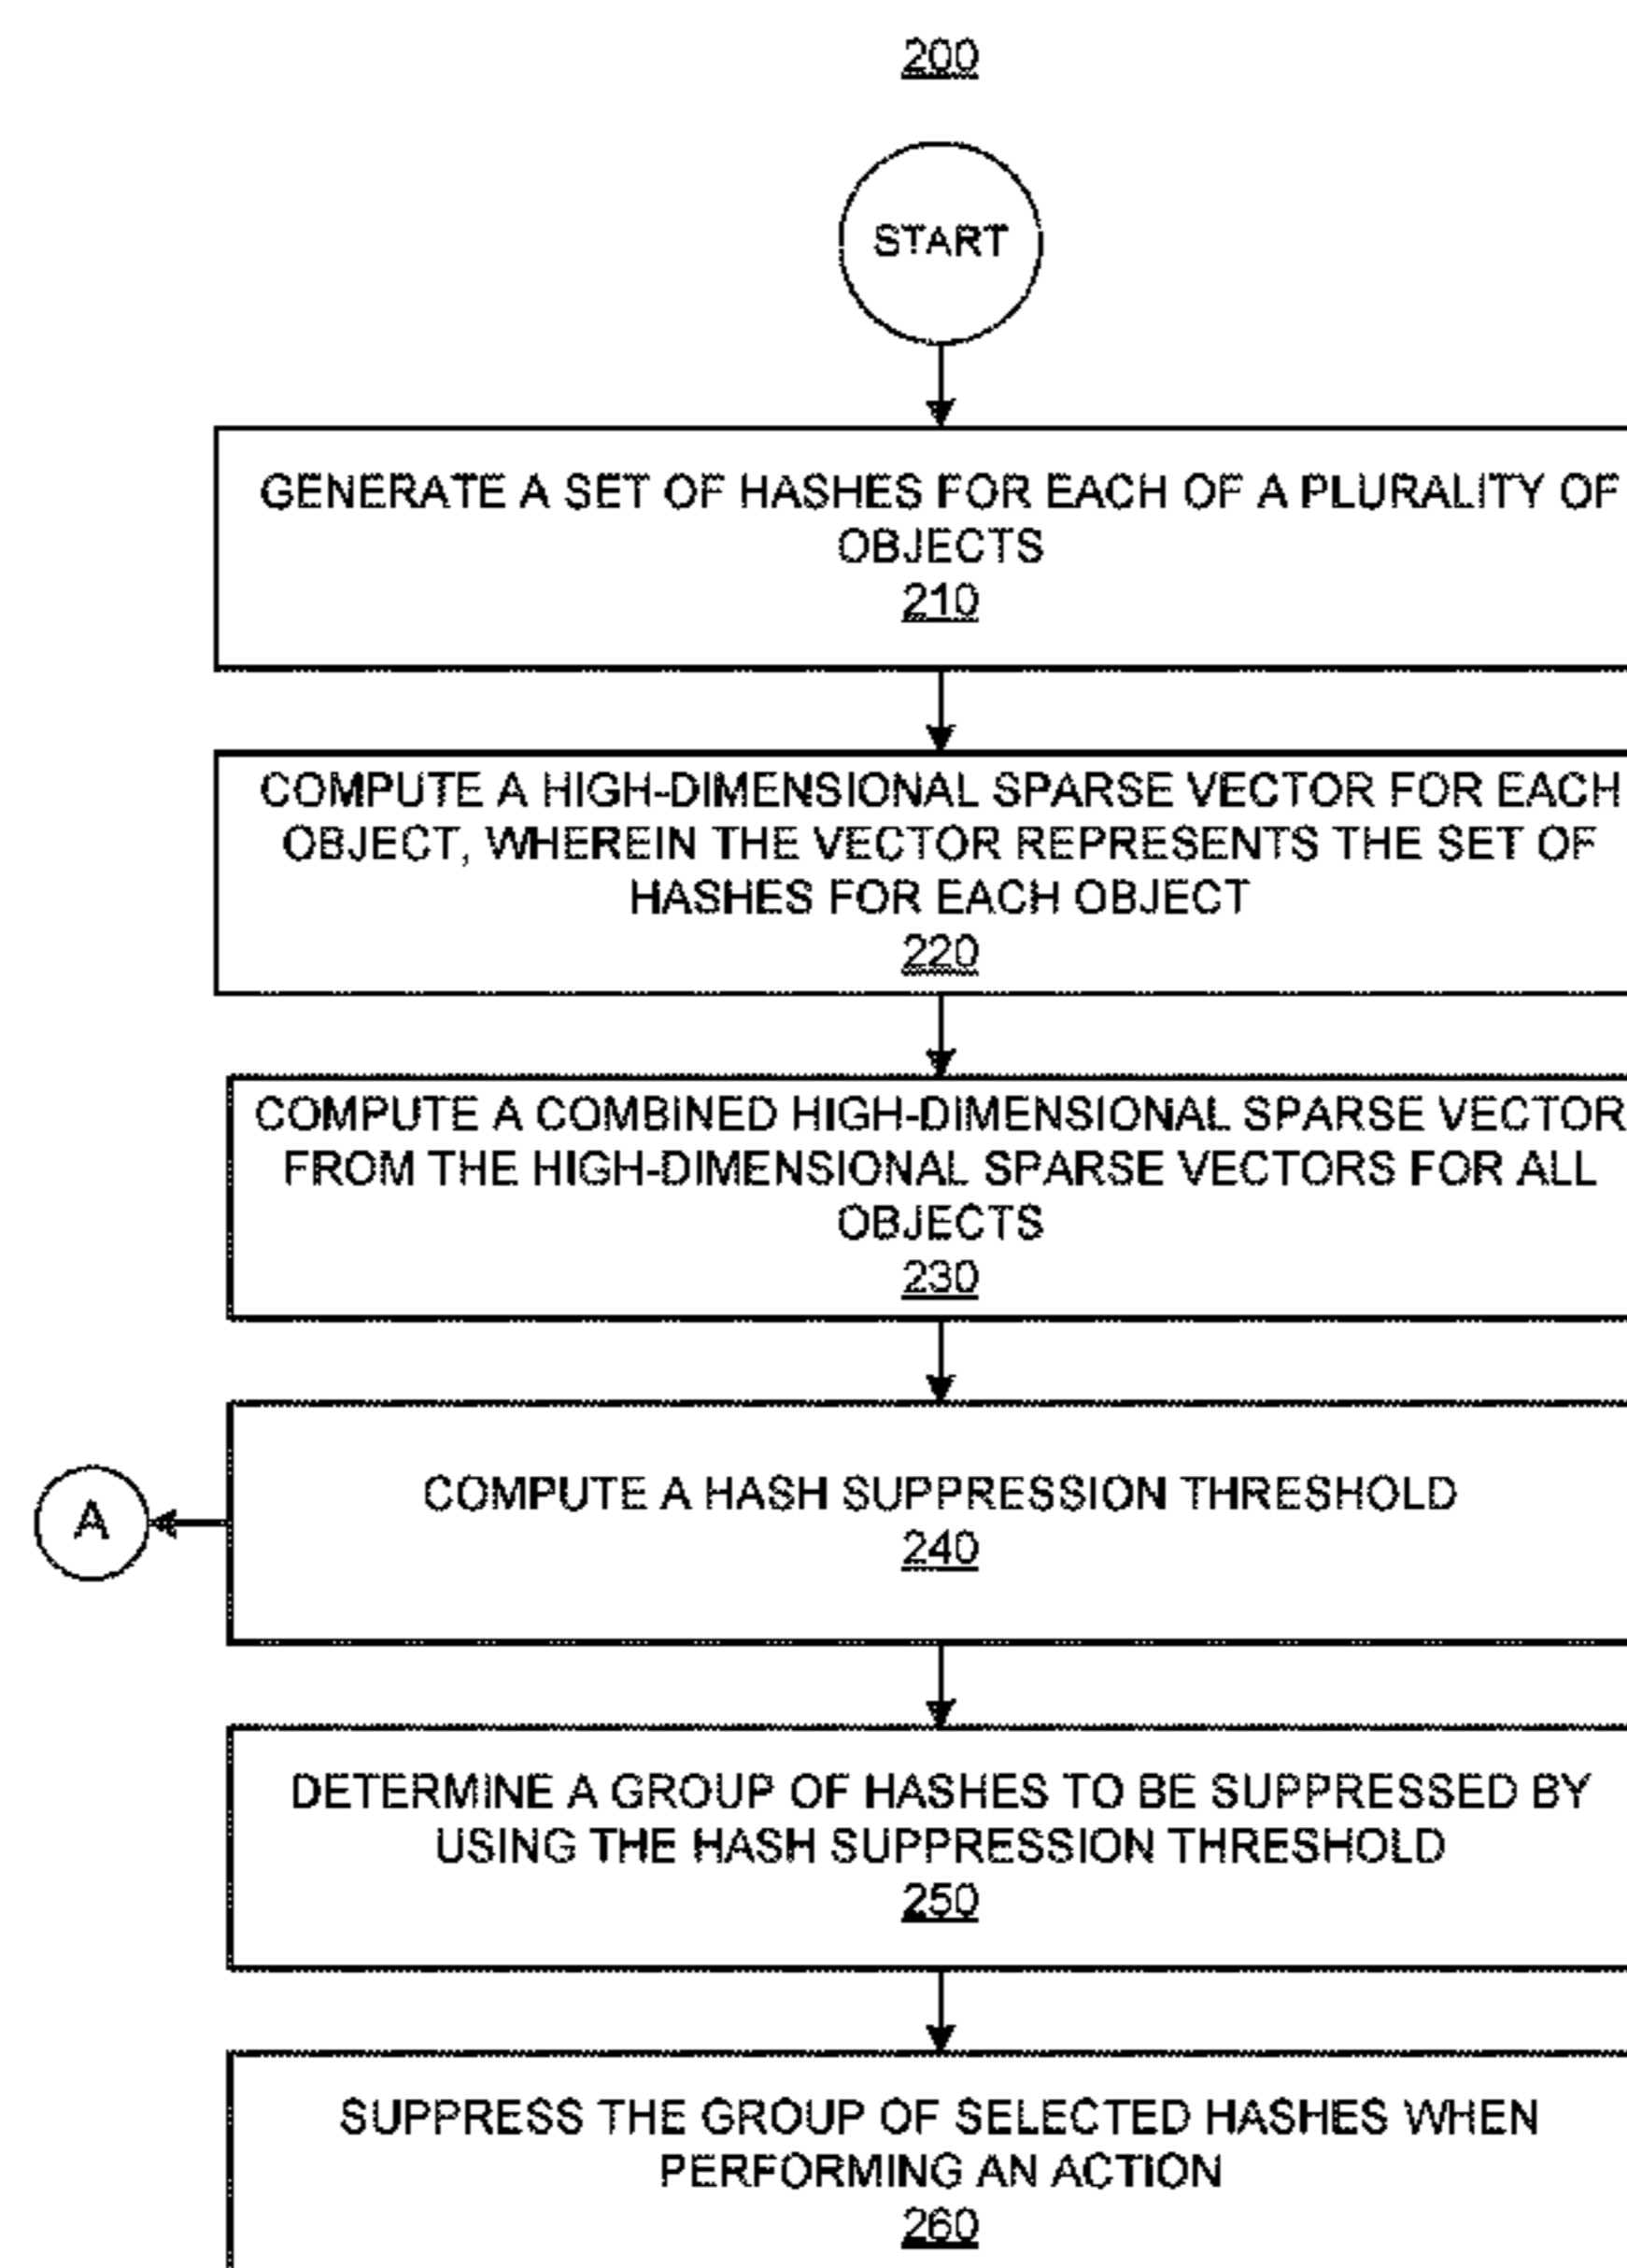 200
START
GENERATE A SET OF HASHES FOR EACH OF A PLURALITY OF
OBJECTS
210
COMPUTE A HIGH-DIMENSIONAL SPARSE VECTOR FOR EACH
OBJECT, WHEREIN THE VECTOR REPRESENTS THE SET OF
HASHES FOR EACH OBJECT
220
COMPUTE A COMBINED HIGH-DIMENSIONAL SPARSE VECTOR
FROM THE HIGH-DIMENSIONAL SPARSE VECTORS FOR ALL
OBJECTS
230
COMPUTE A HASH SUPPRESSION THRESHOLD
240
A
DETERMINE A GROUP OF HASHES TO BE SUPPRESSED BY
USING THE HASH SUPPRESSION THRESHOLD
250
SUPPRESS THE GROUP OF SELECTED HASHES WHEN
PERFORMING AN ACTION
260